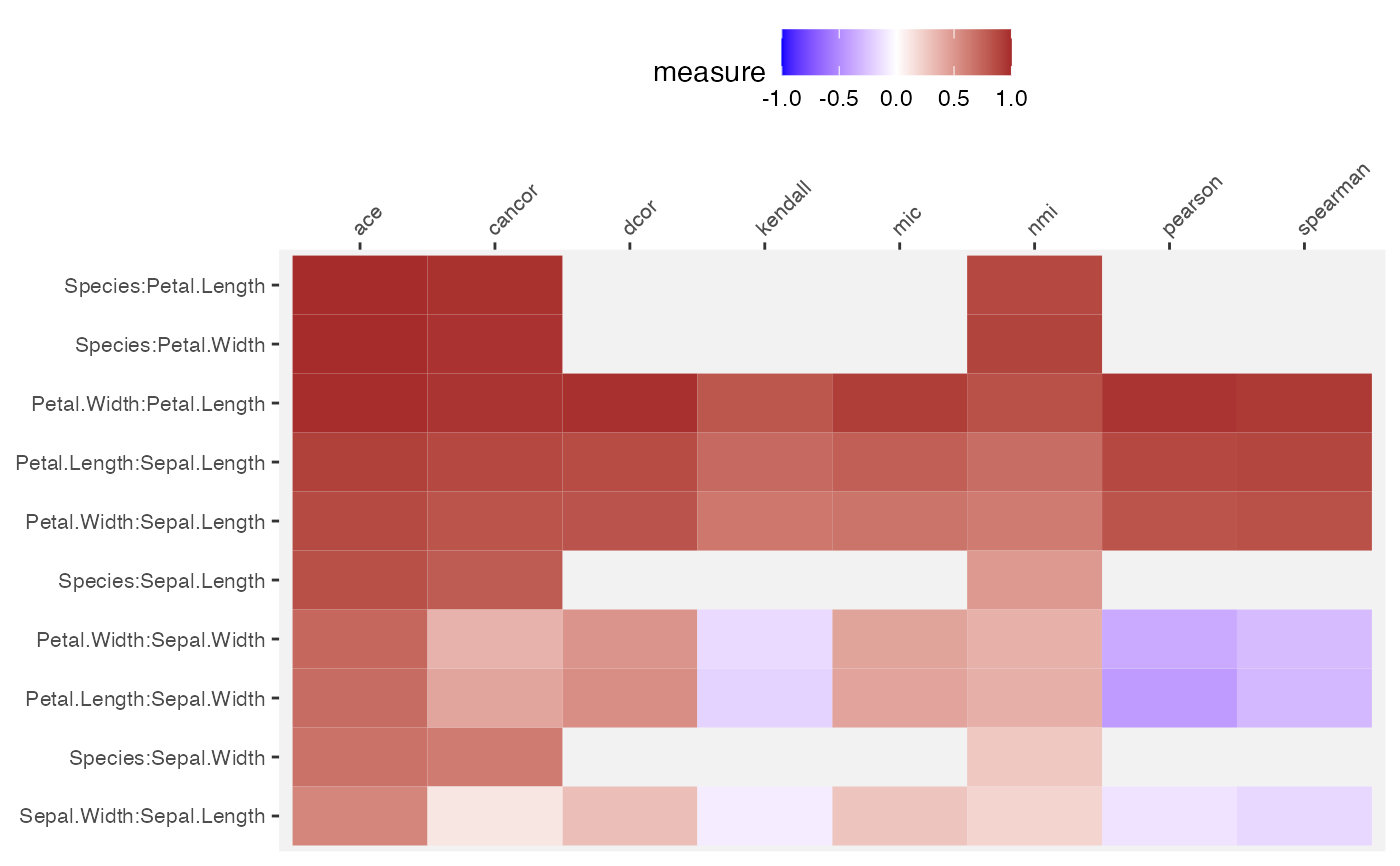 measure
-1.0 -0.5 0.0 0.5 1.0
ace cancor dcor kendall mic nmi pearson spearman
Species:Petal.Length
Species:Petal.Width
Petal.Width:Petal.Length
Petal.Length:Sepal.Length
Petal.Width:Sepal.Length
Species:Sepal.Length
Petal.Width:Sepal.Width
Petal.Length:Sepal.Width
Species:Sepal.Width
Sepal.Width:Sepal.Length